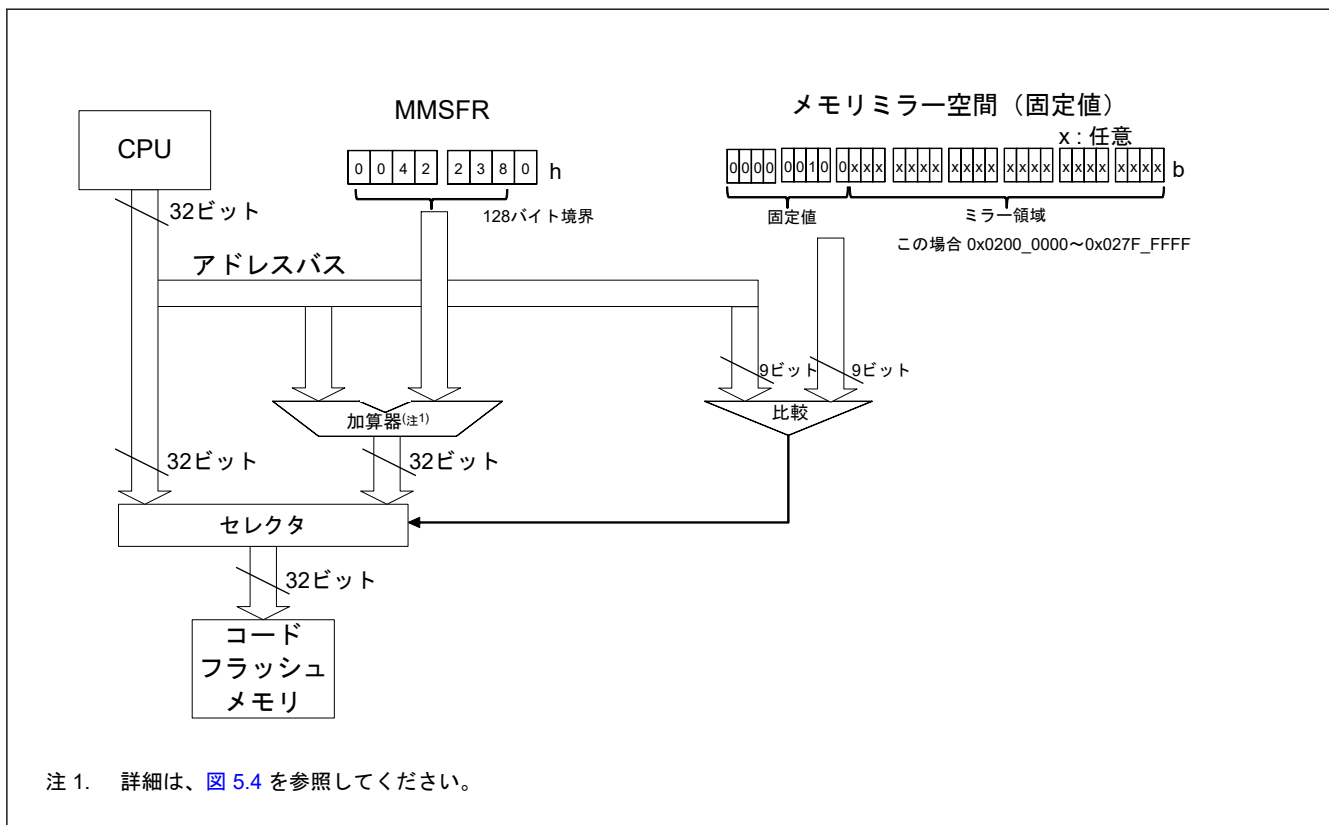 CPU
MMSFR
メモリミラー空間（固定値）
x : 任意
0 0 4 2 2 3 8 0 h
0000 0010 0xxx xxxx xxxx xxxx xxxx xxxx b
32ビット
128バイト境界
固定値
ミラー領域
この場合 0x0200_0000～0x027F_FFFF
アドレスバス
9ビット
9ビット
加算器(注1)
比較
32ビット
32ビット
セレクタ
32ビット
コード
フラッシュ
メモリ
注 1. 詳細は、図 5.4 を参照してください。